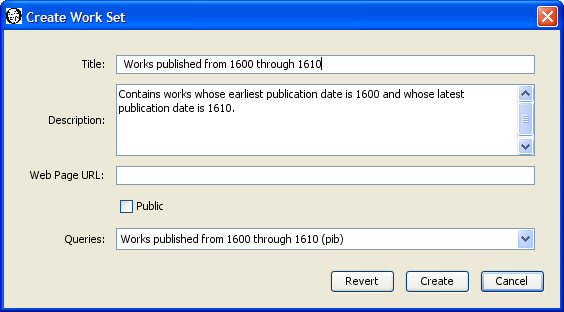 Create Work Set
Title: Works published from 1600 through 1610
Description: Contains works whose earliest publication date is 1600 and whose latest
publication date is 1610.
Web Page URL:
Public
Queries: Works published from 1600 through 1610 (pib)
Revert Create Cancel